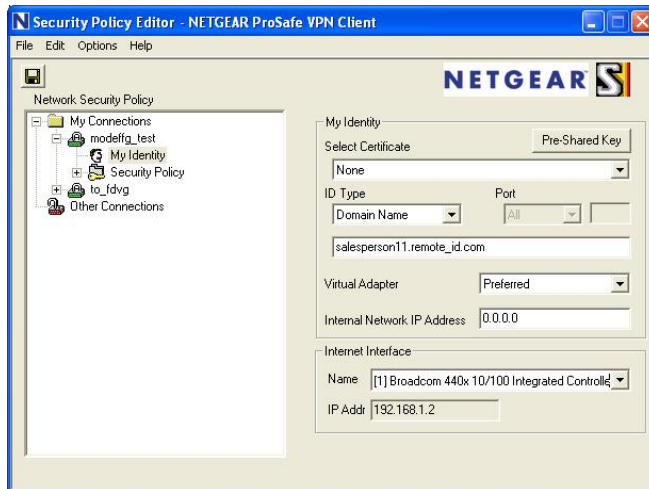 N Security Policy Editor - NETGEAR ProSafe VPN Client
File Edit Options Help
NETGEAR
Network Security Policy
My Connections
modeffg_test
My Identity
Security Policy
to_fdvg
Other Connections
My Identity
Select Certificate
Pre-Shared Key
None
ID Type
Port
Domain Name
All
salesperson11.remote_id.com
Virtual Adapter
Preferred
Internal Network IP Address
0.0.0.0
Internet Interface
Name
[1] Broadcom 440x 10/100 Integrated Controlle
IP Addr
192.168.1.2